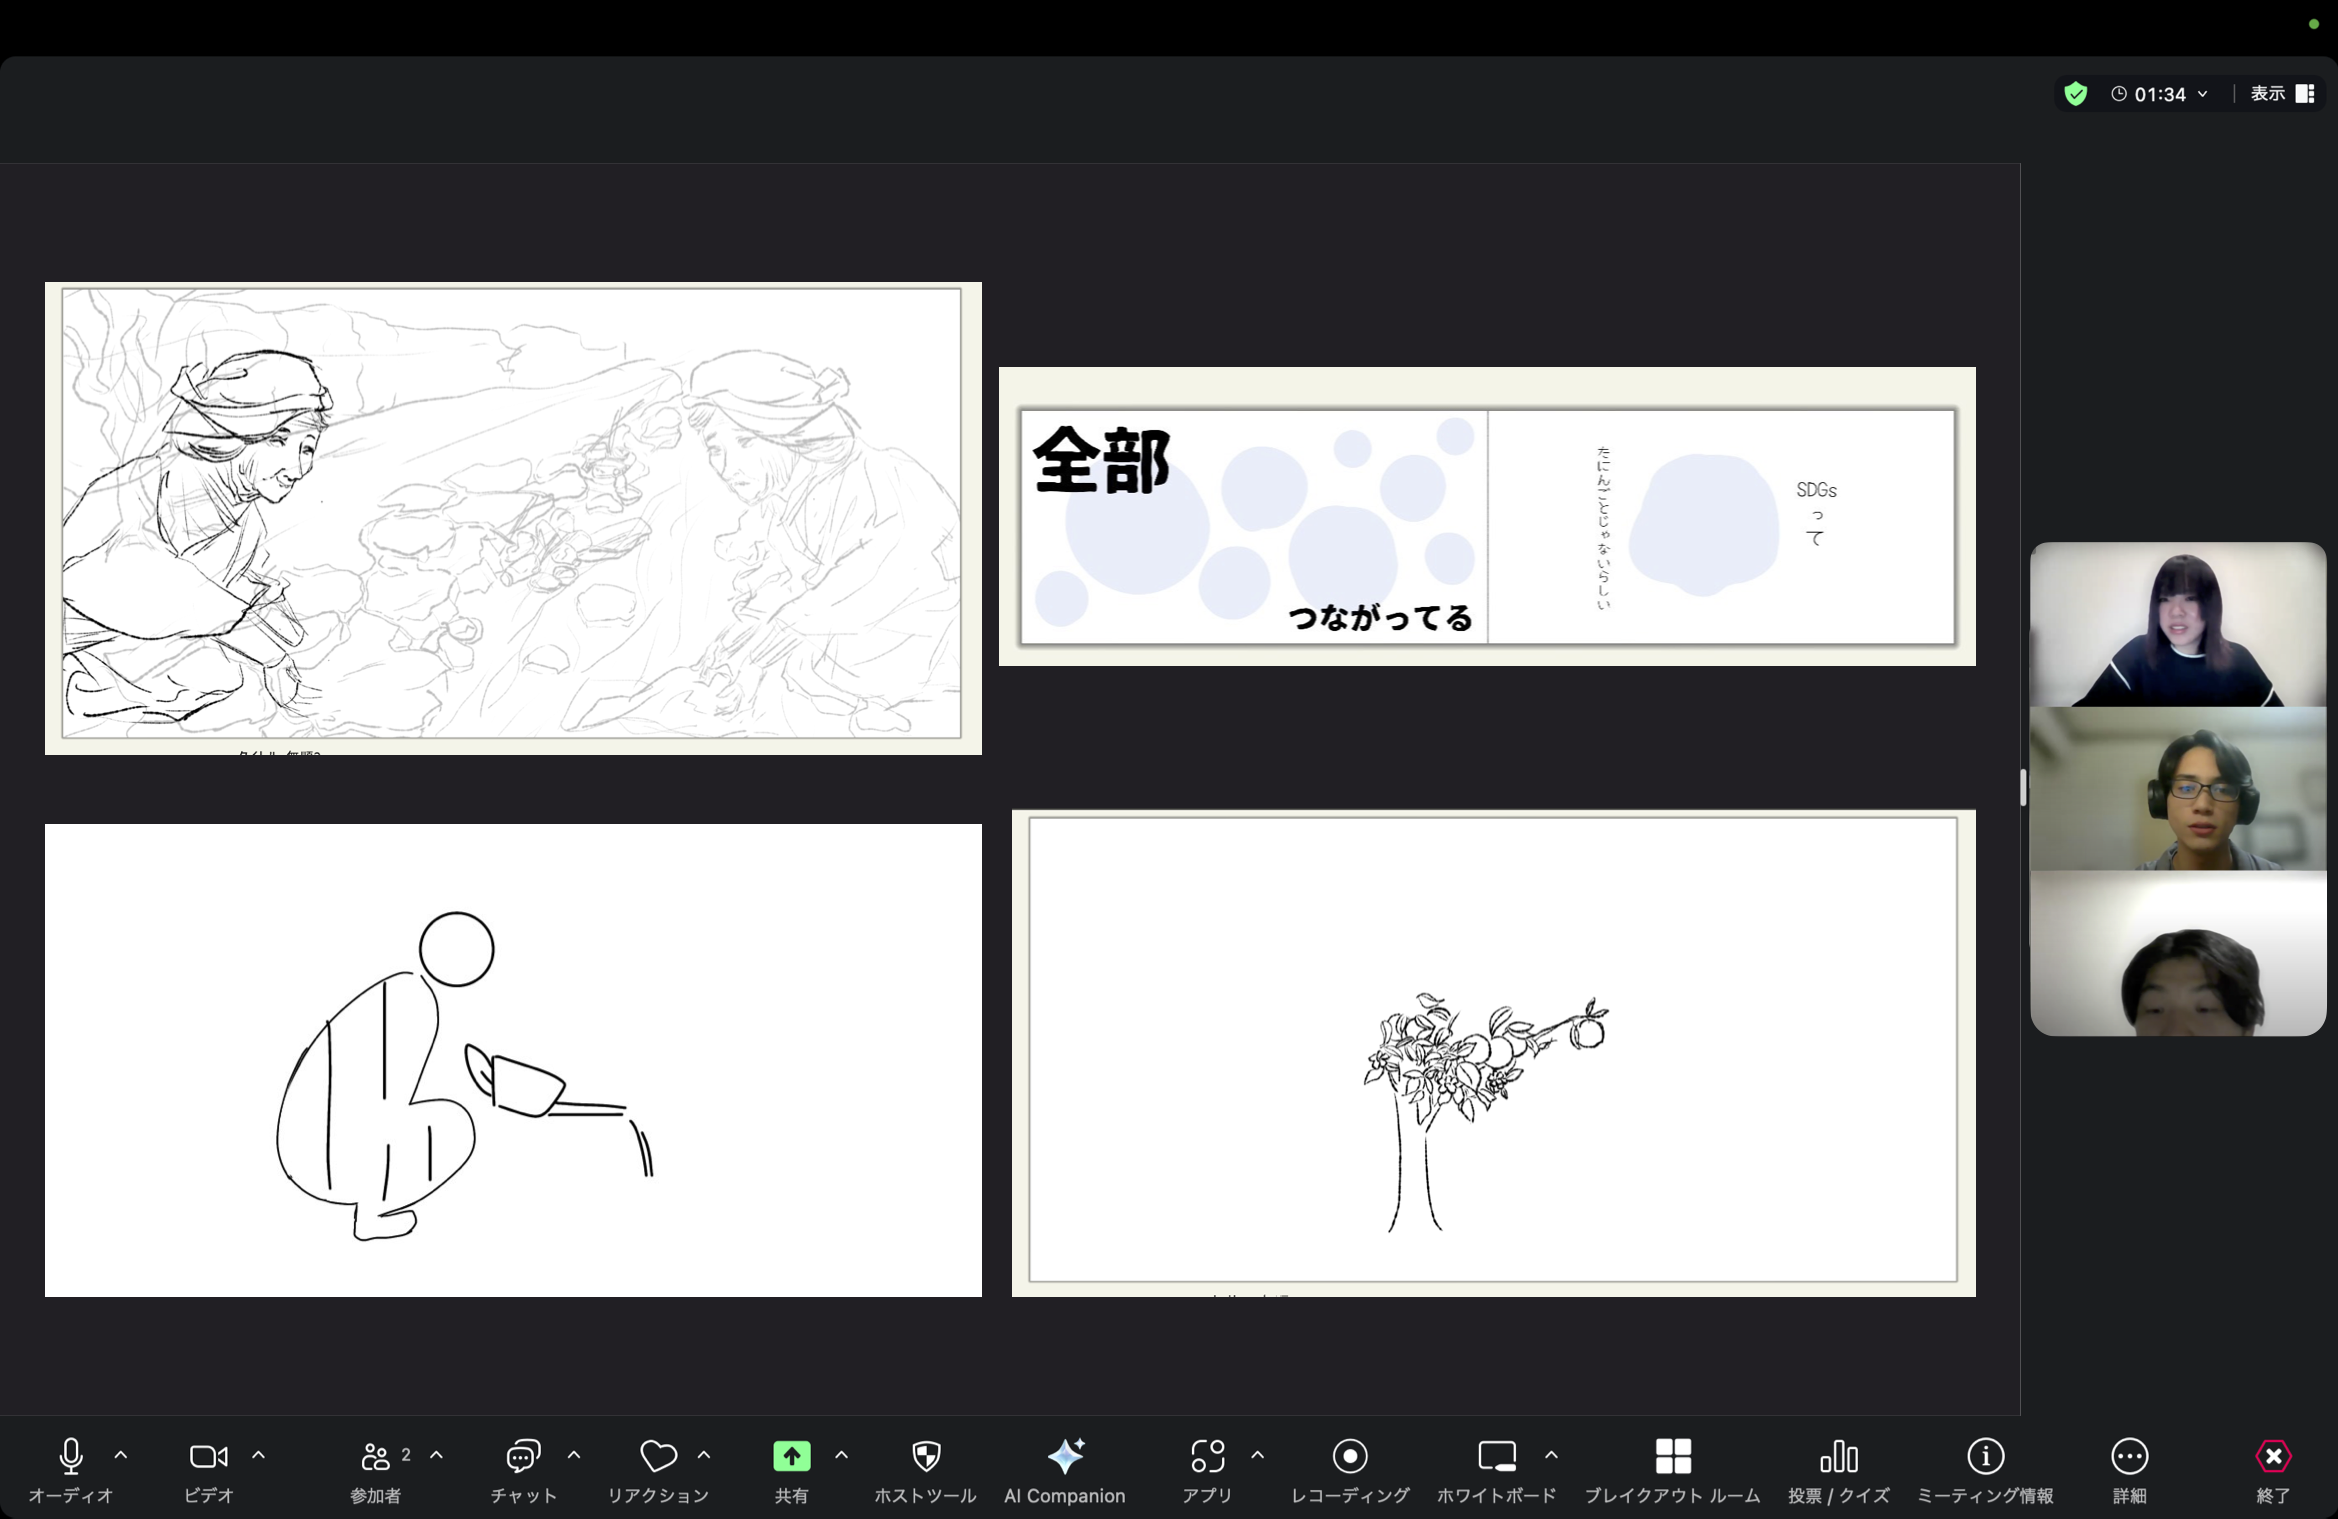 01:34
表示
全部
つながってる
SDGsって
たにんごとじゃないらしい
オーディオ
ビデオ
参加者
2
チャット
リアクション
共有
ホストツール
AI Companion
アプリ
レコーディング
ホワイトボード
ブレイクアウト ルーム
投票 / クイズ
ミーティング情報
詳細
終了